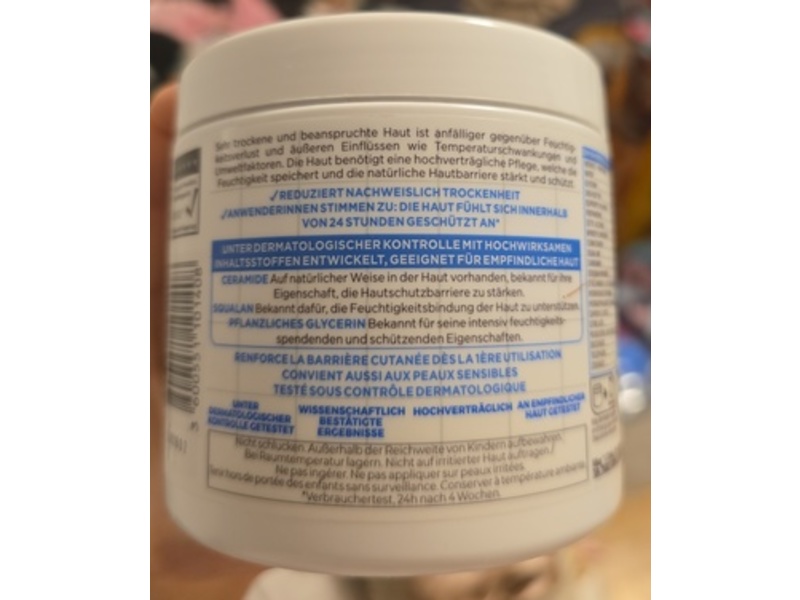 Sehr trockene und beanspruchte Haut ist anfälliger gegenüber Feuchtig-
keitsverlust und äußeren Einflüssen wie Temperaturschwankungen und
Umweltfaktoren. Die Haut benötigt eine hochverträgliche Pflege, welche die
Feuchtigkeit speichert und die natürliche Hautbarriere stärkt und schützt.
✓REDUZIERT NACHWEISLICH TROCKENHEIT
✓ANWENDERINNEN STIMMEN ZU: DIE HAUT FÜHLT SICH INNERHALB
VON 24 STUNDEN GESCHÜTZT AN*
UNTER DERMATOLOGISCHER KONTROLLE MIT HOCHWIRKSAMEN
INHALTSSTOFFEN ENTWICKELT, GEEIGNET FÜR EMPFINDLICHE HAUT
CERAMIDE Auf natürlicher Weise in der Haut vorhanden, bekannt für ihre
Eigenschaft, die Hautschutzbarriere zu stärken.
SQUALAN Bekannt dafür, die Feuchtigkeitsbindung der Haut zu unterstützen.
PFLANZLICHES GLYCERIN Bekannt für seine intensiv feuchtigkeits-
spendenden und schützenden Eigenschaften.
RENFORCE LA BARRIÈRE CUTANÉE DÈS LA 1ÈRE UTILISATION
CONVIENT AUSSI AUX PEAUX SENSIBLES
TESTÉ SOUS CONTRÔLE DERMATOLOGIQUE
UNTER
DERMATOLOGISCHER
KONTROLLE GETESTET
WISSENSCHAFTLICH
BESTÄTIGTE
ERGEBNISSE
HOCHVERTRÄGLICH
AN EMPFINDLICHER
HAUT GETESTET
Nicht schlucken. Außerhalb der Reichweite von Kindern aufbewahren.
Bei Raumtemperatur lagern. Nicht auf irritierter Haut auftragen./
Ne pas ingérer. Ne pas appliquer sur peaux irritées.
Tenir hors de portée des enfants sans surveillance. Conserver à température ambiante.
*Verbrauchertest, 24h nach 4 Wochen.